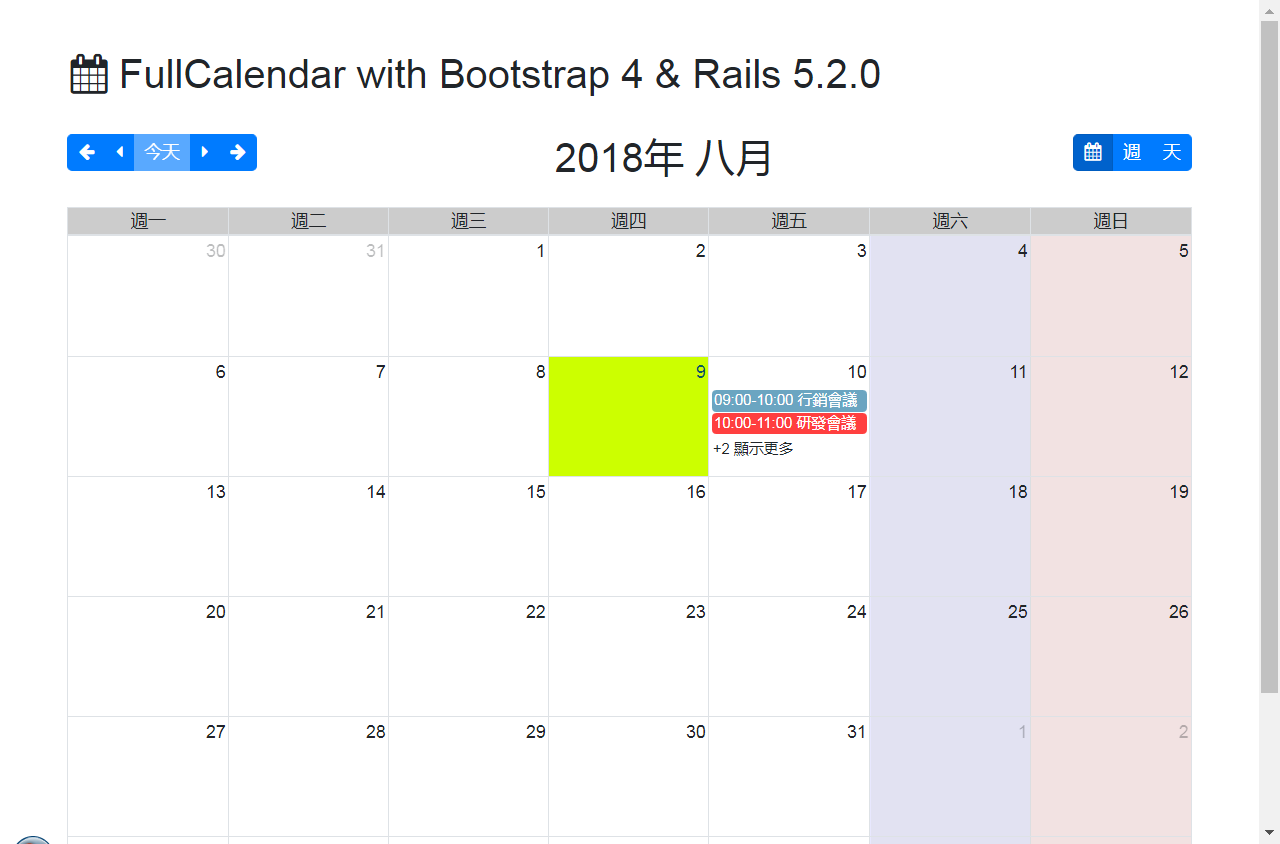 FullCalendar with Bootstrap 4 & Rails 5.2.0
今天 2018年 八月 週 天
週一 週二 週三 週四 週五 週六 週日
30 31 1 2 3 4 5
6 7 8 9 10 11 12
09:00-10:00 行銷會議
10:00-11:00 研發會議
+2 顯示更多
13 14 15 16 17 18 19
20 21 22 23 24 25 26
27 28 29 30 31 1 2